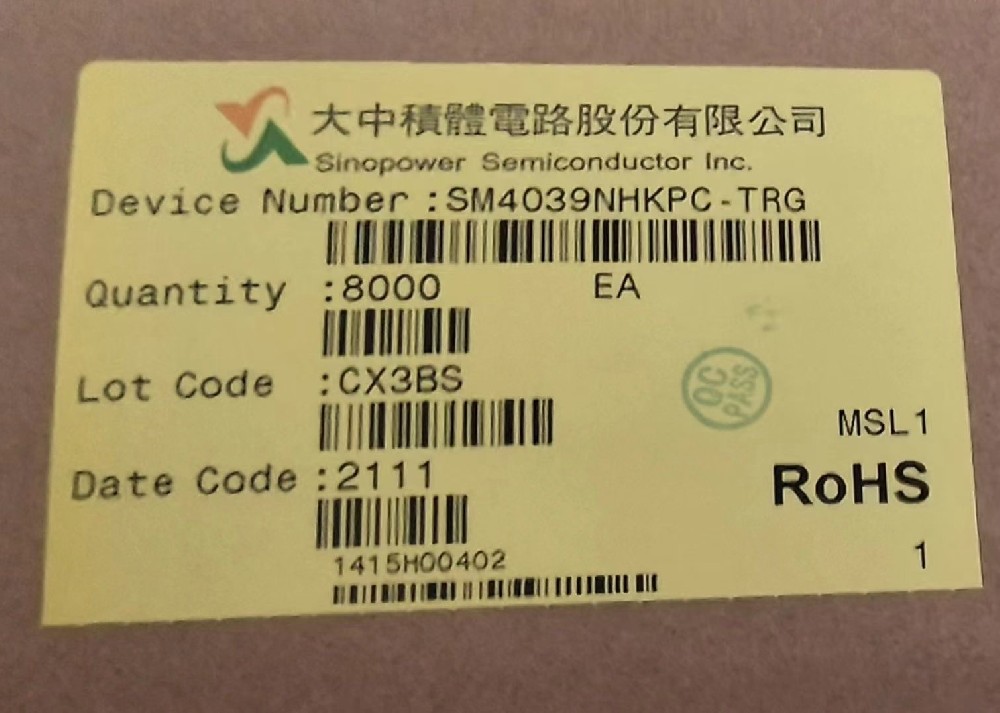 大中積體電路股份有限公司
Sinopower Semiconductor Inc.
Device Number :SM4039NHKPC-TRG
Quantity :8000 EA
Lot Code :CX3BS
QC
PASS
MSL1
Date Code :2111
RoHS
1415H00402
1